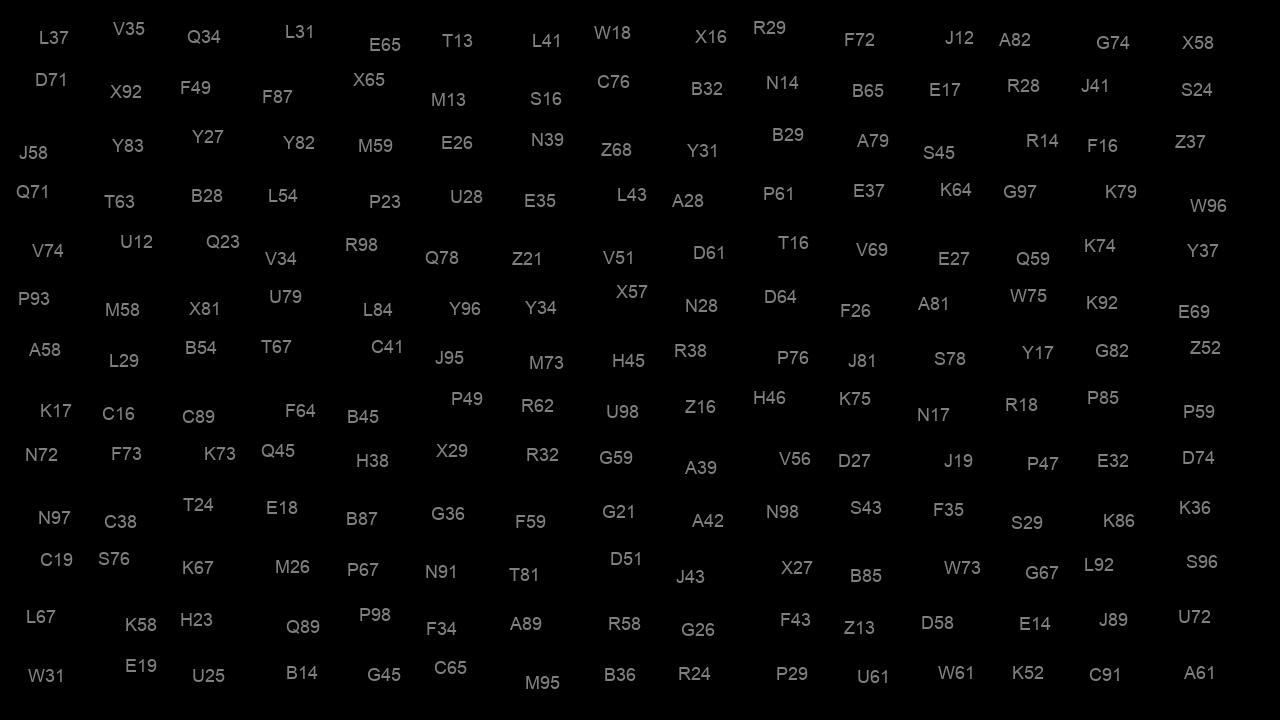 L37 V35 Q34 L31 E65 T13 L41 W18 X16 R29 F72 J12 A82 G74 X58
D71 X92 F49 F87 X65 M13 S16 C76 B32 N14 B65 E17 R28 J41 S24
J58 Y83 Y27 Y82 M59 E26 N39 Z68 Y31 B29 A79 S45 R14 F16 Z37
Q71 T63 B28 L54 P23 U28 E35 L43 A28 P61 E37 K64 G97 K79 W96
V74 U12 Q23 V34 R98 Q78 Z21 V51 D61 T16 V69 E27 Q59 K74 Y37
P93 M58 X81 U79 L84 Y96 Y34 X57 N28 D64 F26 A81 W75 K92 E69
A58 L29 B54 T67 C41 J95 M73 H45 R38 P76 J81 S78 Y17 G82 Z52
K17 C16 C89 F64 B45 P49 R62 U98 Z16 H46 K75 N17 R18 P85 P59
N72 F73 K73 Q45 H38 X29 R32 G59 A39 V56 D27 J19 P47 E32 D74
N97 C38 T24 E18 B87 G36 F59 G21 A42 N98 S43 F35 S29 K86 K36
C19 S76 K67 M26 P67 N91 T81 D51 J43 X27 B85 W73 G67 L92 S96
L67 K58 H23 Q89 P98 F34 A89 R58 G26 F43 Z13 D58 E14 J89 U72
W31 E19 U25 B14 G45 C65 M95 B36 R24 P29 U61 W61 K52 C91 A61